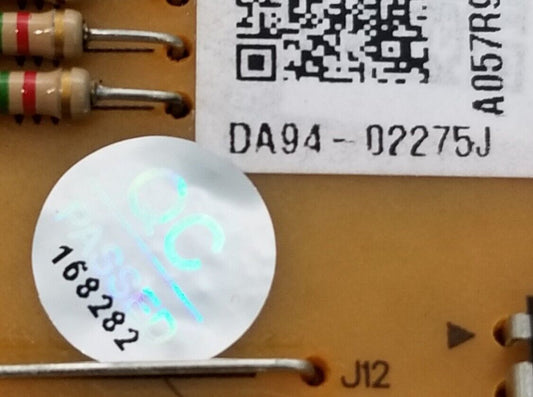 A057R9
DA94-02275J
QC
PASSED
168282
J12